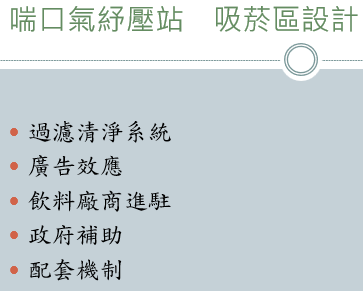 喘口氣紓壓站　吸菸區設計
• 過濾清淨系統
• 廣告效應
• 飲料廠商進駐
• 政府補助
• 配套機制